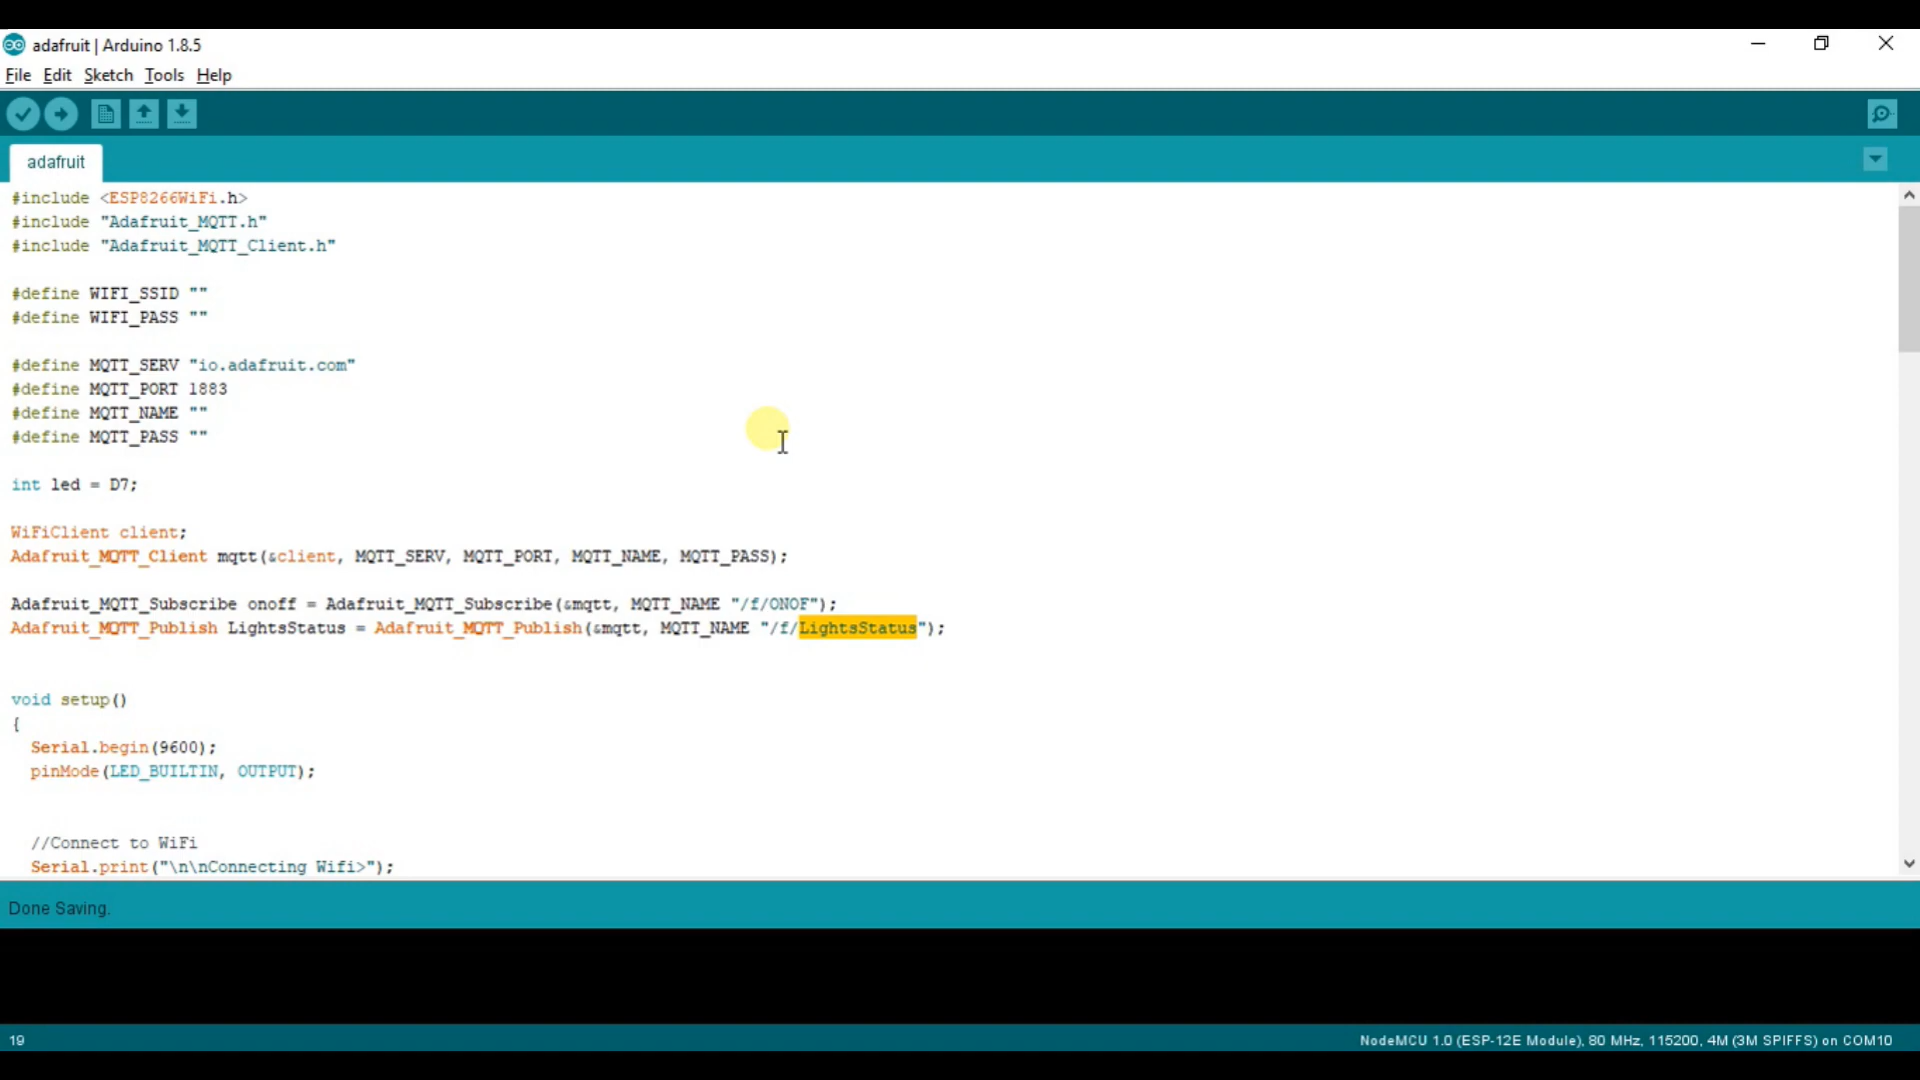 adafruit | Arduino 1.8.5
File Edit Sketch Tools Help
adafruit
#include <ESP8266WiFi.h>
#include "Adafruit_MQTT.h"
#include "Adafruit_MQTT_Client.h"
#define WIFI_SSID ""
#define WIFI_PASS ""
#define MQTT_SERV "io.adafruit.com"
#define MQTT_PORT 1883
#define MQTT_NAME ""
#define MQTT_PASS ""
int led = D7;
WiFiClient client;
Adafruit_MQTT_Client mqtt(&client, MQTT_SERV, MQTT_PORT, MQTT_NAME, MQTT_PASS);
Adafruit_MQTT_Subscribe onoff = Adafruit_MQTT_Subscribe(&mqtt, MQTT_NAME "/f/ONOF");
Adafruit_MQTT_Publish LightsStatus = Adafruit_MQTT_Publish(&mqtt, MQTT_NAME "/f/LightsStatus");
void setup()
{
Serial.begin(9600);
pinMode(LED_BUILTIN, OUTPUT);
//Connect to WiFi
Serial.print("\n\nConnecting Wifi>");
Done Saving.
19
NodeMCU 1.0 (ESP-12E Module), 80 MHz, 115200, 4M (3M SPIFFS) on COM10